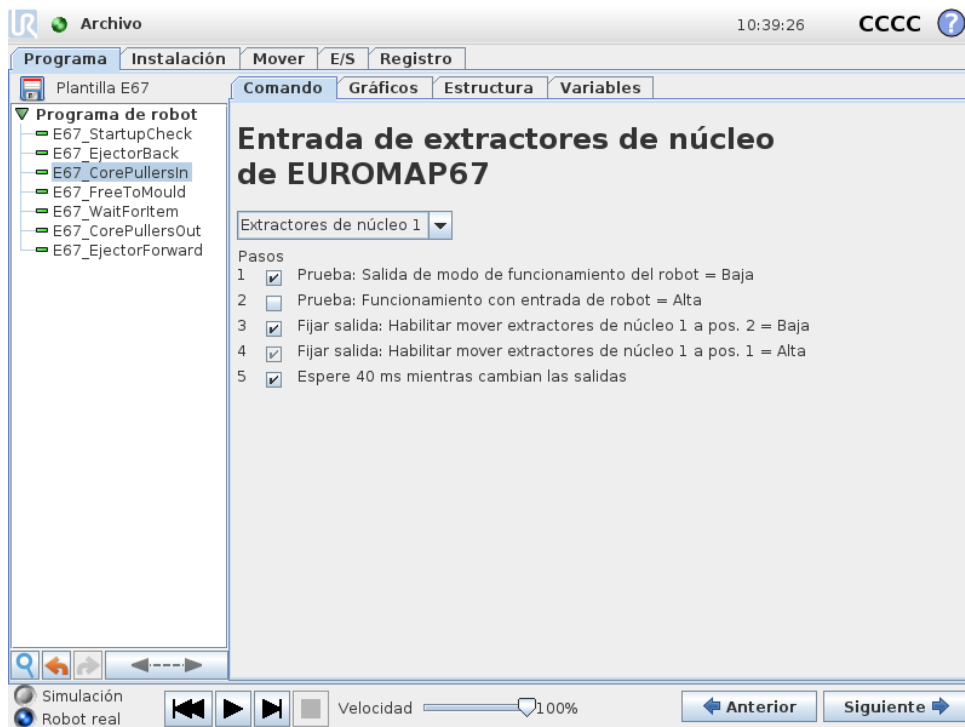 UR Archivo 10:39:26 CCCC ?
Programa Instalación Mover E/S Registro
Plantilla E67
Comando Gráficos Estructura Variables
Programa de robot
E67_StartupCheck
E67_EjectorBack
E67_CorePullersIn
E67_FreeToMould
E67_WaitForItem
E67_CorePullersOut
E67_EjectorForward
Entrada de extractores de núcleo
de EUROMAP67
Extractores de núcleo 1
Pasos
1 Prueba: Salida de modo de funcionamiento del robot = Baja
2 Prueba: Funcionamiento con entrada de robot = Alta
3 Fijar salida: Habilitar mover extractores de núcleo 1 a pos. 2 = Baja
4 Fijar salida: Habilitar mover extractores de núcleo 1 a pos. 1 = Alta
5 Espere 40 ms mientras cambian las salidas
Simulación
Robot real
Velocidad 100%
Anterior Siguiente